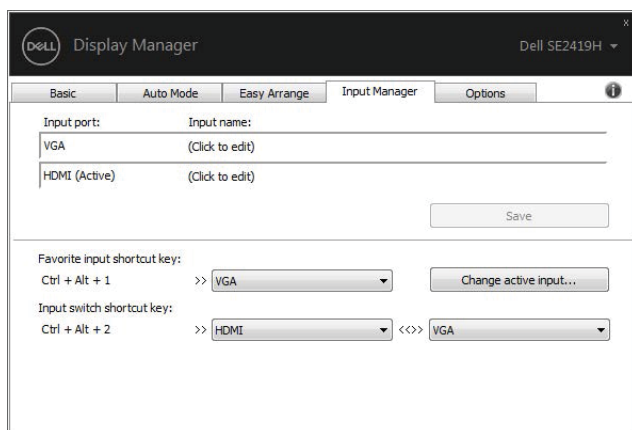 x
DELL Display Manager Dell SE2419H
Basic Auto Mode Easy Arrange Input Manager Options i
Input port: Input name:
VGA (Click to edit)
HDMI (Active) (Click to edit)
Save
Favorite input shortcut key:
Ctrl + Alt + 1 >> VGA Change active input...
Input switch shortcut key:
Ctrl + Alt + 2 >> HDMI <<>> VGA